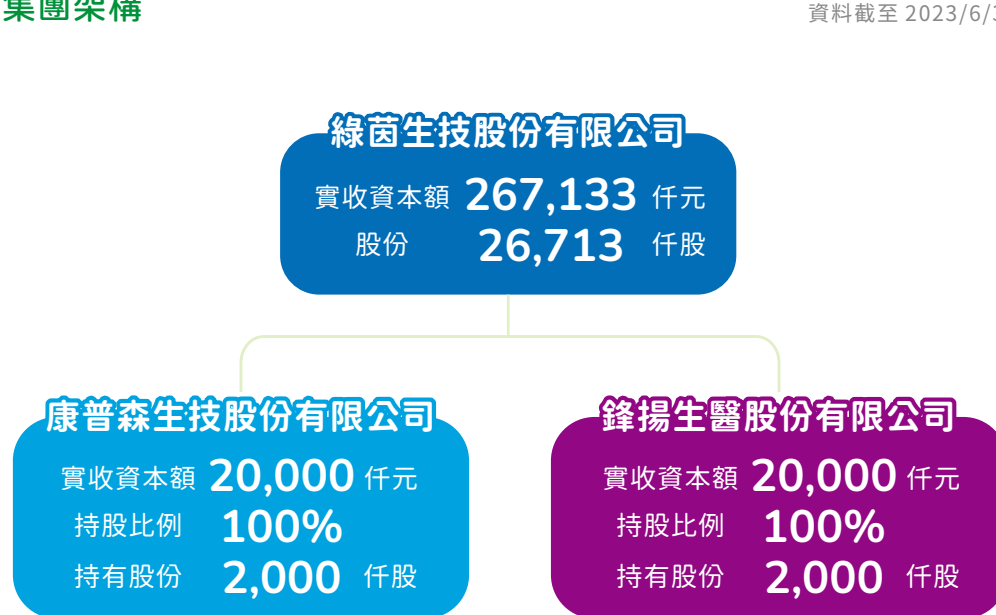 集團架構
資料截至 2023/6/3
綠茵生技股份有限公司
實收資本額 267,133 仟元
股份 26,713 仟股
康普森生技股份有限公司
實收資本額 20,000 仟元
持股比例 100%
持有股份 2,000 仟股
鋒揚生醫股份有限公司
實收資本額 20,000 仟元
持股比例 100%
持有股份 2,000 仟股